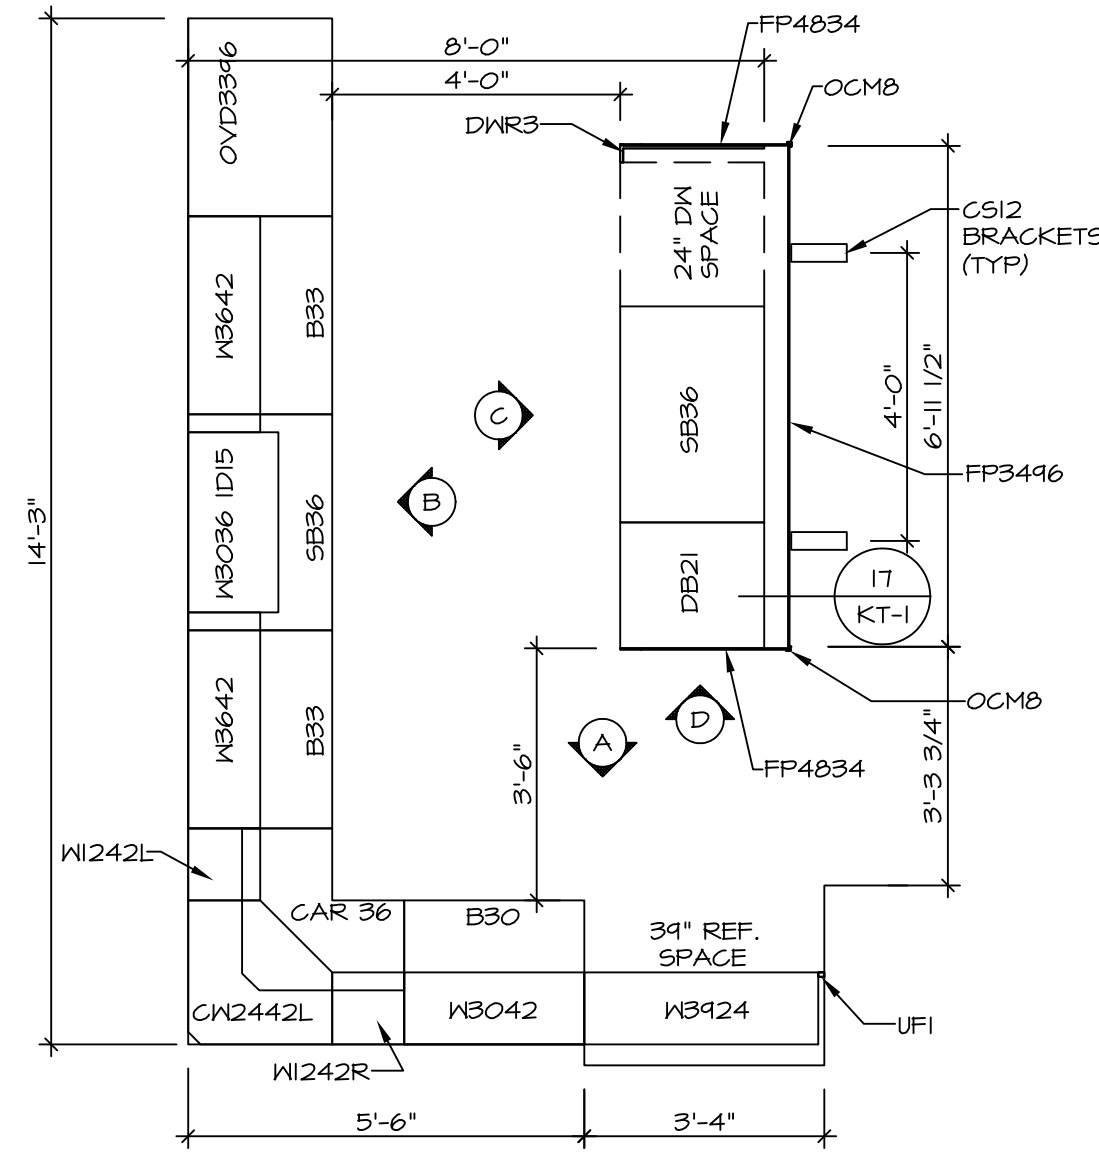 FP4834
8'-0"
4'-0"
OCM8
DWR3
OVD3396
24" DW
SPACE
CS12
BRACKETS
(TYP)
W3642
B33
SB36
4'-0"
6'-11 1/2"
C
FP3496
B
W3036 1D15
SB36
14'-3"
DB21
17
KT-1
W3642
B33
OCM8
D
A
3'-6"
3'-3 3/4"
FP4834
W1242L
CAR 36
B30
39" REF.
SPACE
CW2442L
W3042
W3924
UF1
W1242R
5'-6"
3'-4"